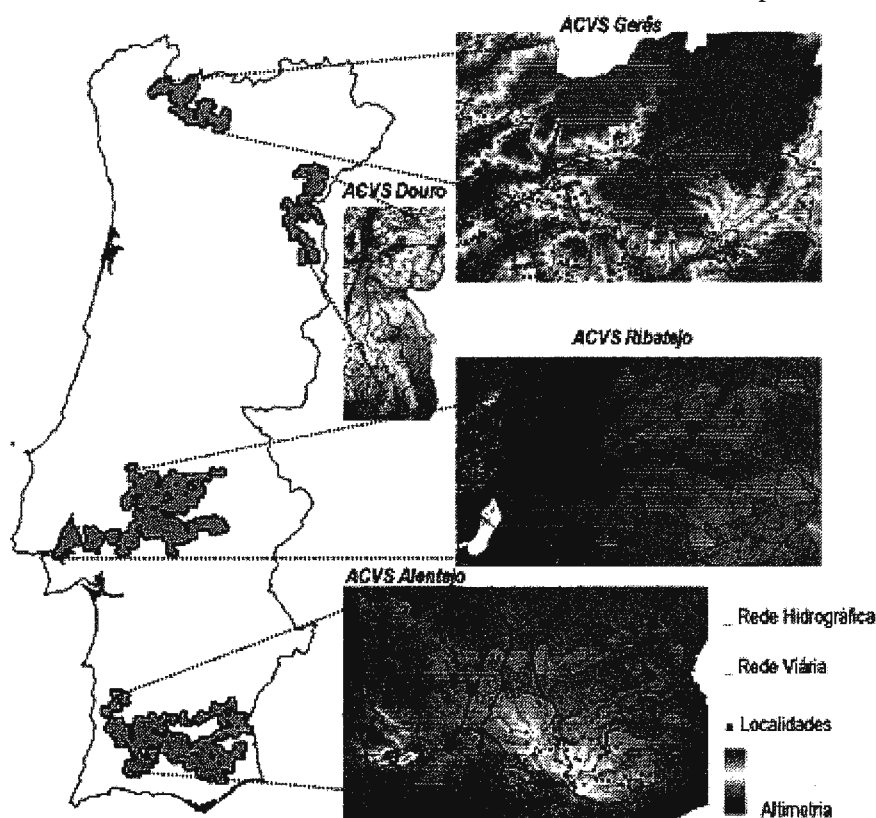 ACVS Gerês
ACVS Douro
ACVS Ribatejo
ACVS Alentejo
Rede Hidrográfica
Rede Viária
Localidades
Altimetria